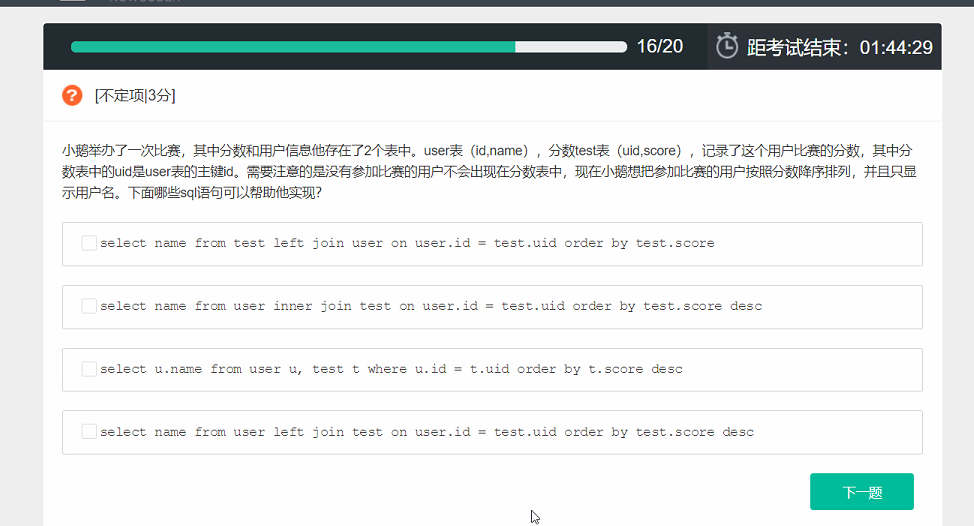 16/20
距考试结束：01:44:29
[不定项|3分]
小鹅举办了一次比赛，其中分数和用户信息他存在了2个表中。user表（id,name），分数test表（uid,score），记录了这个用户比赛的分数，其中分
数表中的uid是user表的主键id。需要注意的是没有参加比赛的用户不会出现在分数表中，现在小鹅想把参加比赛的用户按照分数降序排列，并且只显
示用户名。下面哪些sql语句可以帮助他实现？
select name from test left join user on user.id = test.uid order by test.score
select name from user inner join test on user.id = test.uid order by test.score desc
select u.name from user u, test t where u.id = t.uid order by t.score desc
select name from user left join test on user.id = test.uid order by test.score desc
下一题